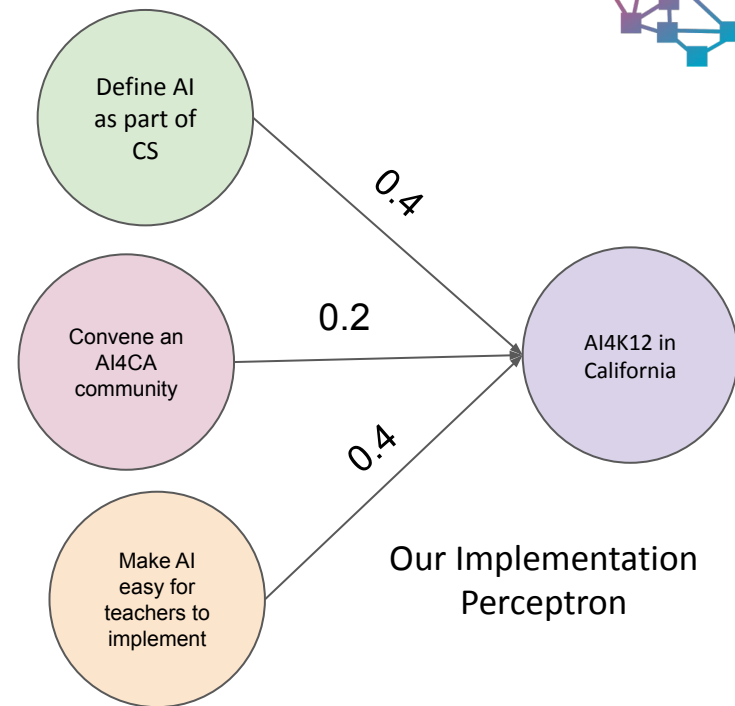 Define AI
as part of
CS
0.4
Convene an
AI4CA
community
0.2
AI4K12 in
California
0.4
Make AI
easy for
teachers to
implement
Our Implementation
Perceptron